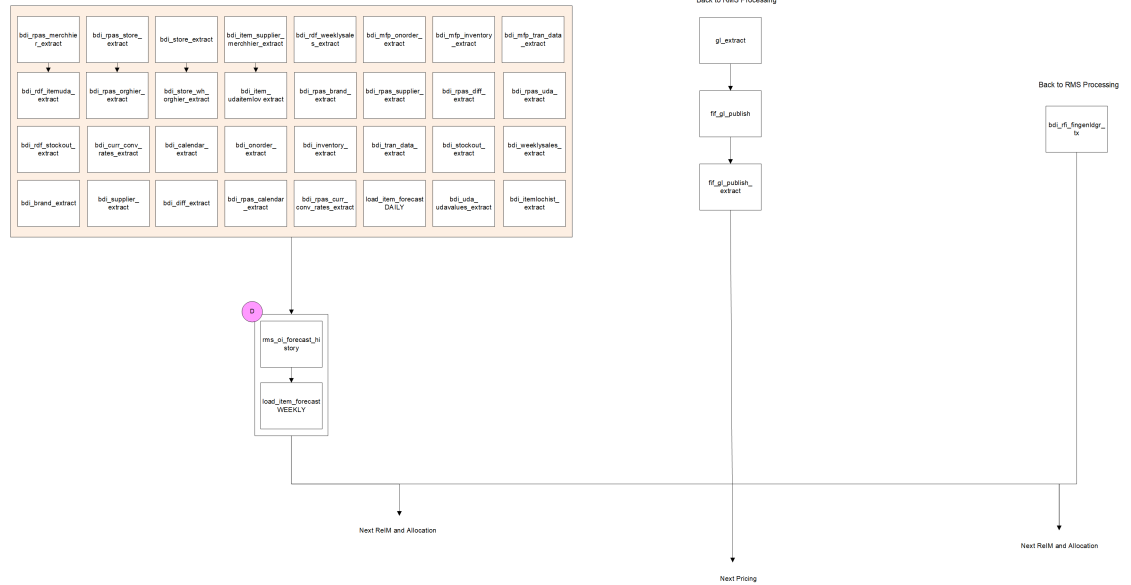 Back to RMS Processing
bdi_rpas_merchhie
r_extract
bdi_rpas_store_
extract
bdi_store_extract
bdi_item_supplier_
merchhier_extract
bdi_rdf_weeklysale
s_extract
bdi_mfp_onorder_
extract
bdi_mfp_inventory
_extract
bdi_mfp_tran_data
_extract
gl_extract
bdi_rdf_itemuda_
extract
bdi_rpas_orghier_
extract
bdi_store_wh_
orghier_extract
bdi_item_
udaitemlov extract
bdi_rpas_brand_
extract
bdi_rpas_supplier_
extract
bdi_rpas_diff_
extract
bdi_rpas_uda_
extract
fif_gl_publish
Back to RMS Processing
bdi_rfi_fingenldgr_
tx
bdi_rdf_stockout_
extract
bdi_curr_conv_
rates_extract
bdi_calendar_
extract
bdi_onorder_
extract
bdi_inventory_
extract
bdi_tran_data_
extract
bdi_stockout_
extract
bdi_weeklysales_
extract
fif_gl_publish_
extract
bdi_brand_extract
bdi_supplier_
extract
bdi_diff_extract
bdi_rpas_calendar
_extract
bdi_rpas_curr_
conv_rates_extract
load_item_forecast
DAILY
bdi_uda_
udavalues_extract
bdi_itemlochist_
extract
rms_oi_forecast_hi
story
load_item_forecast
WEEKLY
Next ReIM and Allocation
Next Pricing
Next ReIM and Allocation